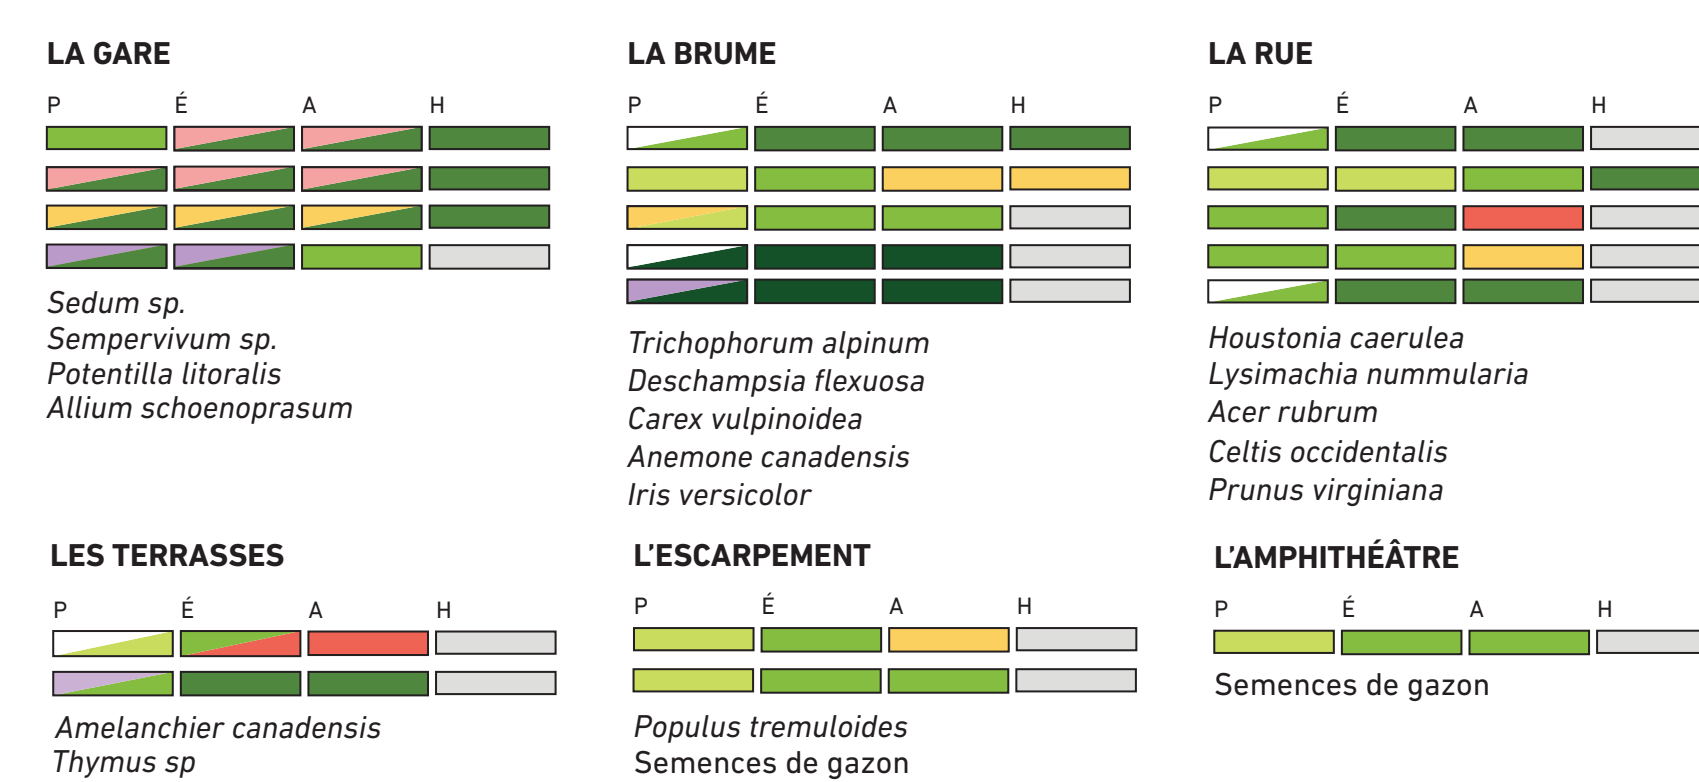 LA GARE
P É A H
Sedum sp.
Sempervivum sp.
Potentilla litoralis
Allium schoenoprasum
LA BRUME
P É A H
Trichophorum alpinum
Deschampsia flexuosa
Carex vulpinoidea
Anemone canadensis
Iris versicolor
LA RUE
P É A H
Houstonia caerulea
Lysimachia nummularia
Acer rubrum
Celtis occidentalis
Prunus virginiana
LES TERRASSES
P É A H
Amelanchier canadensis
Thymus sp
L'ESCARPEMENT
P É A H
Populus tremuloides
Semences de gazon
L'AMPHITHÉÂTRE
P É A H
Semences de gazon